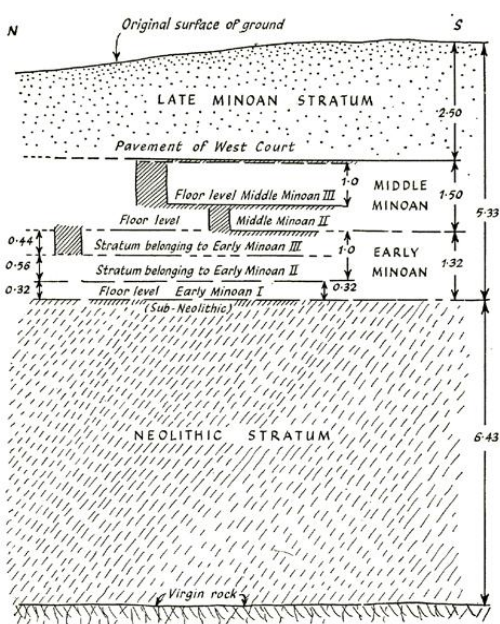 N
Original surface of ground
S
LATE MINOAN STRATUM
2.50
Pavement of West Court
1.0
MIDDLE
MINOAN
1.50
Floor level Middle Minoan III
5.33
Floor level
Middle Minoan II
0.44
Stratum belonging to Early Minoan III
1.0
EARLY
MINOAN
1.32
0.56
Stratum belonging to Early Minoan II
0.32
Floor level Early Minoan I
0.32
(Sub-Neolithic)
NEOLITHIC STRATUM
6.43
Virgin rock